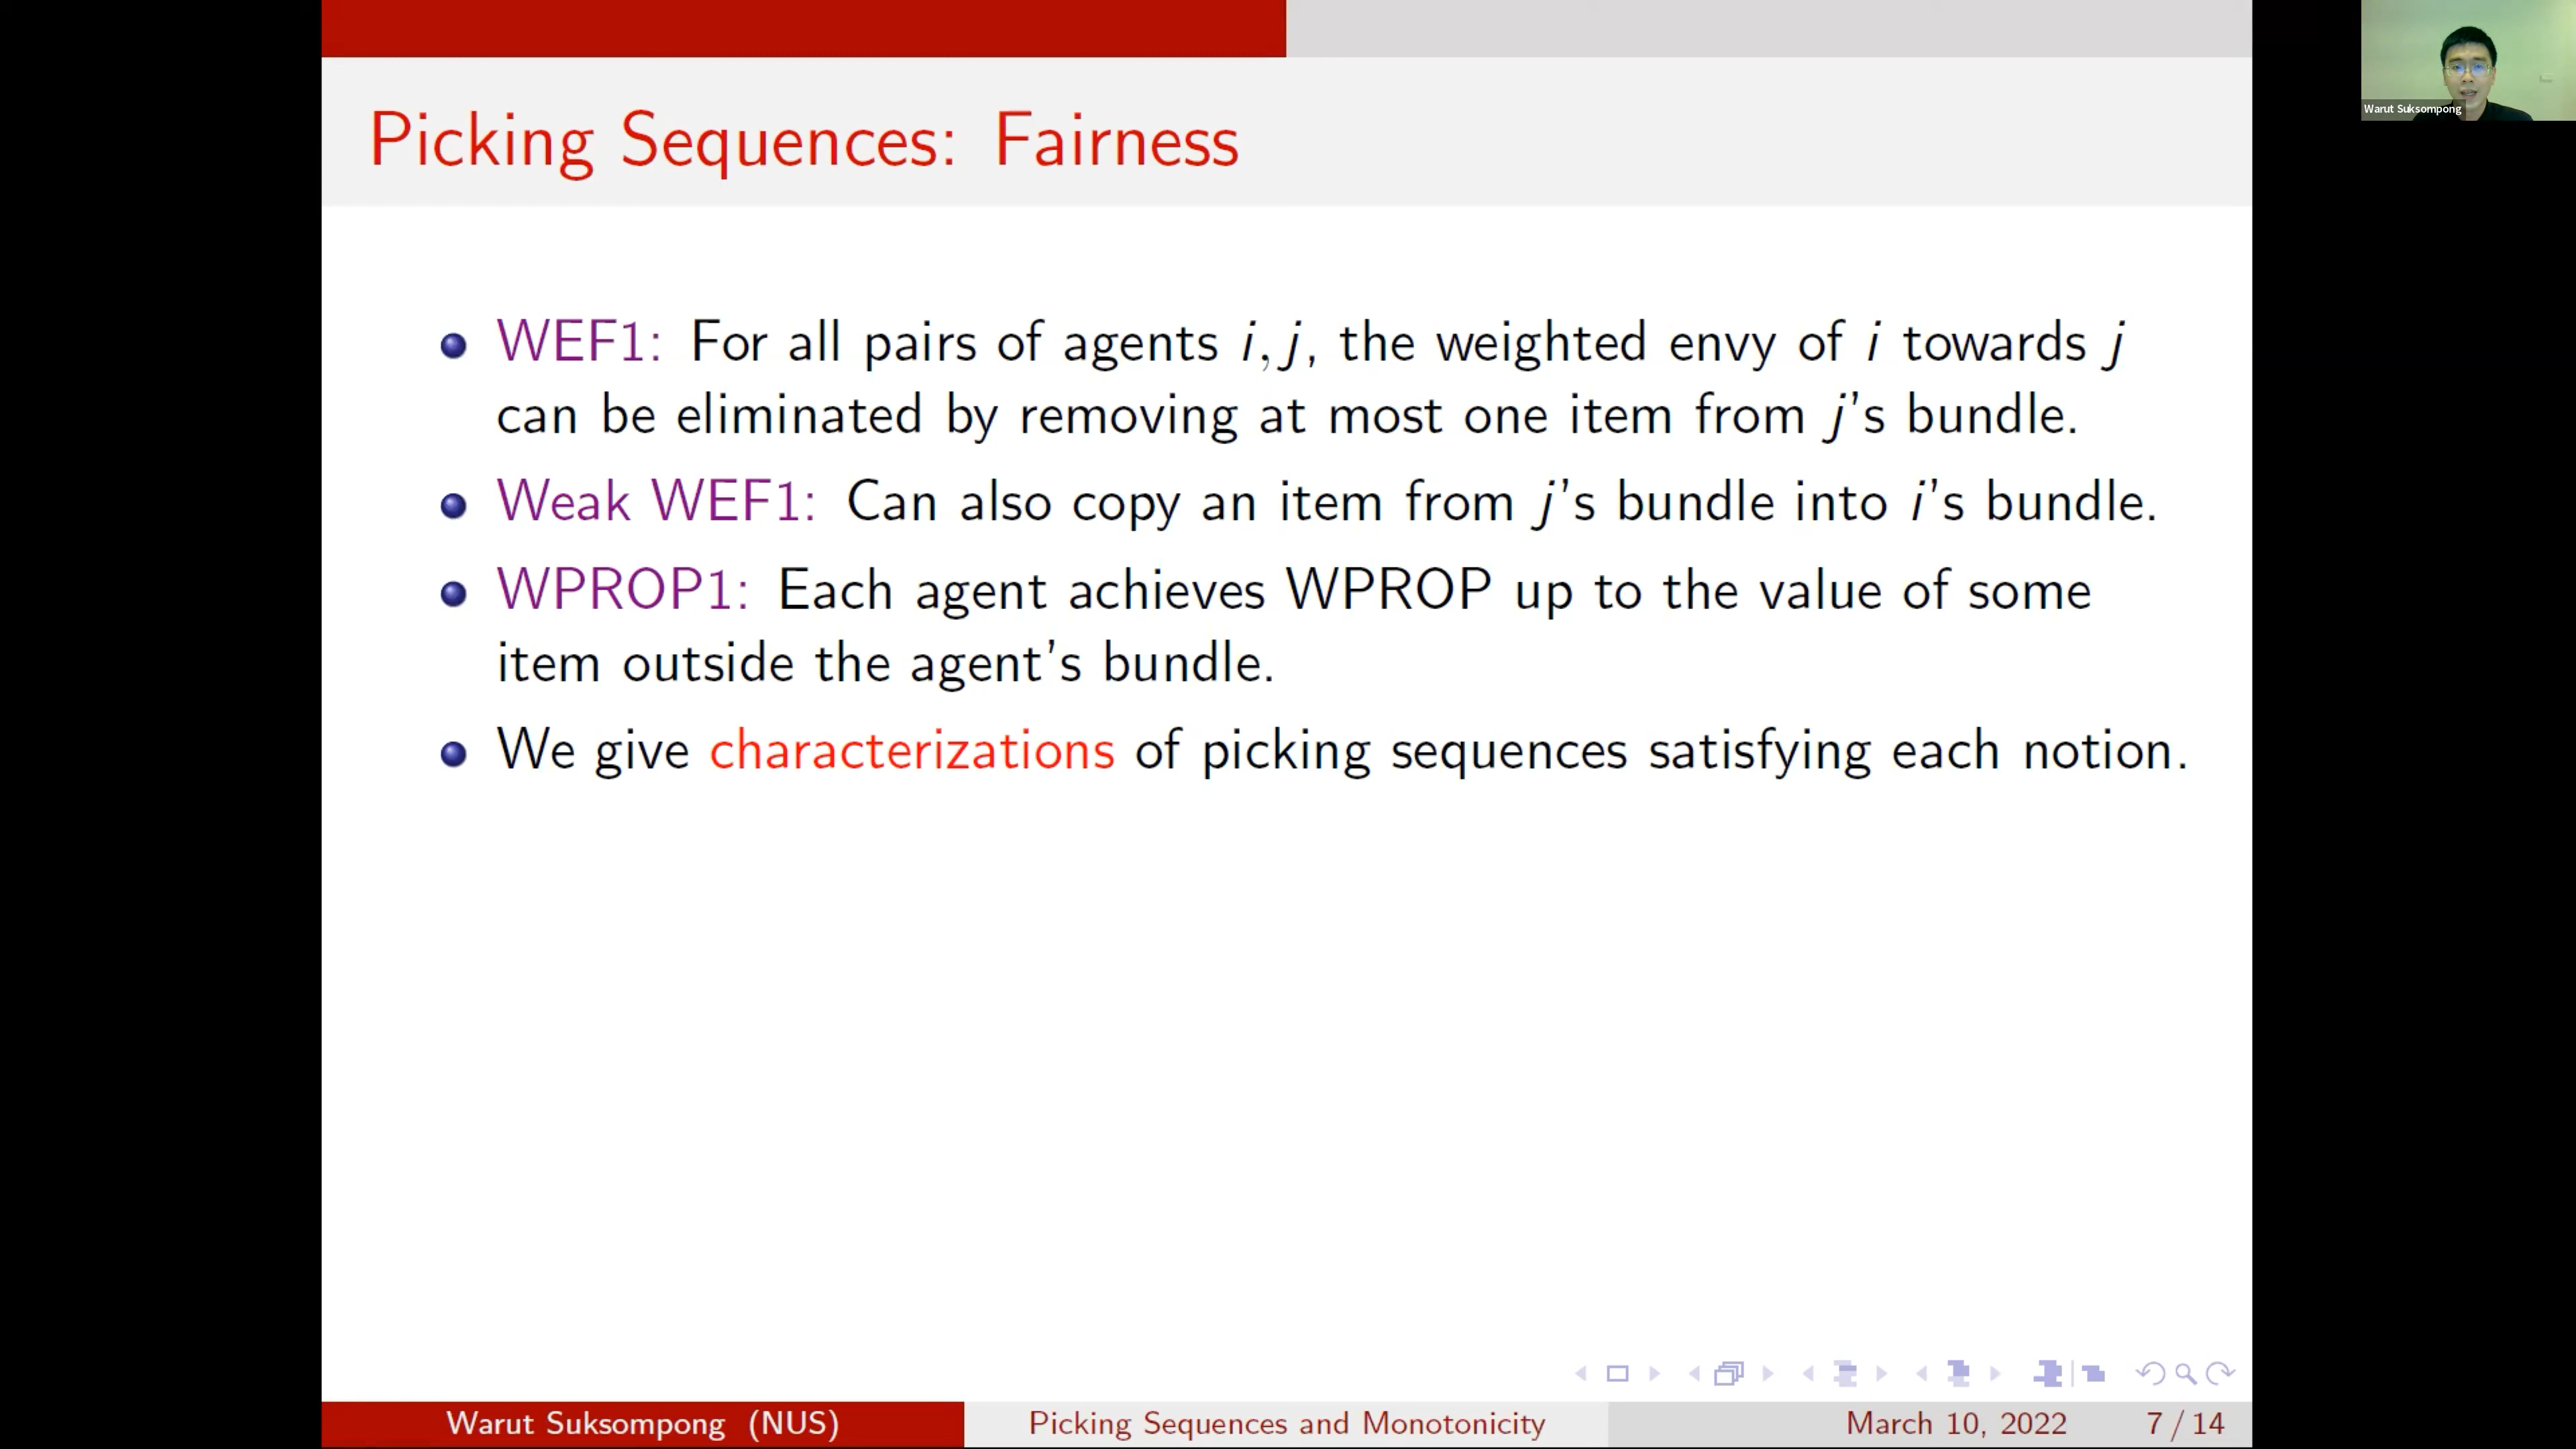 Picking Sequences: Fairness
WEF1: For all pairs of agents i, j, the weighted envy of i towards j
can be eliminated by removing at most one item from j's bundle.
Weak WEF1: Can also copy an item from j's bundle into i's bundle.
WPROP1: Each agent achieves WPROP up to the value of some
item outside the agent's bundle.
We give characterizations of picking sequences satisfying each notion.
Warut Suksompong (NUS)
Picking Sequences and Monotonicity
March 10, 2022
7 / 14
Warut Suksompong